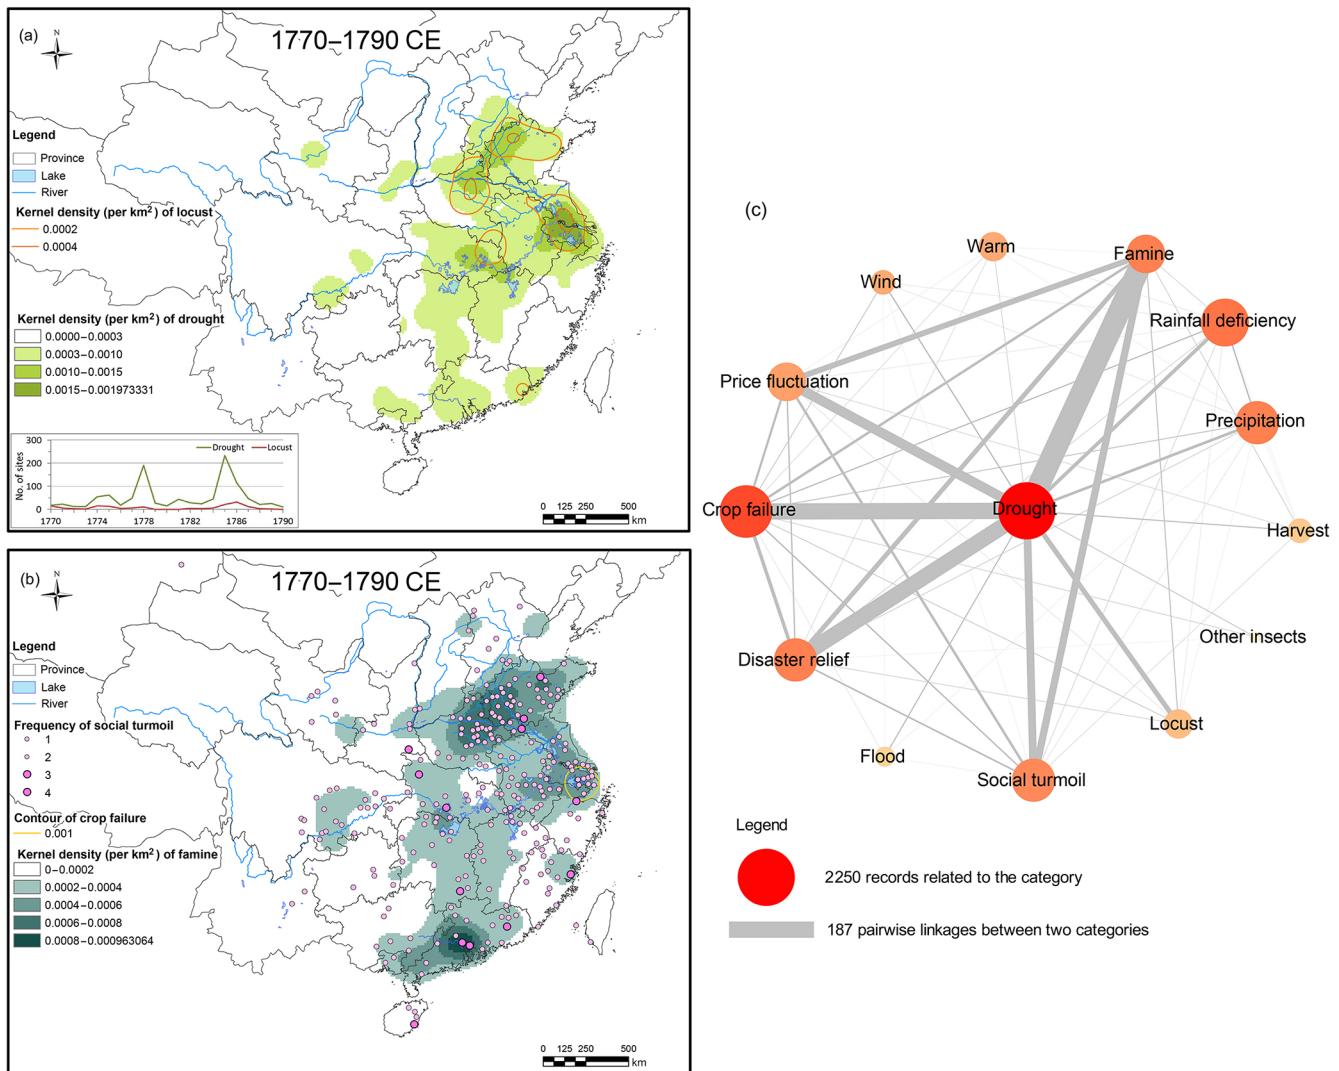 (a)
N
1770–1790 CE
Legend
Province
Lake
River
Kernel density (per km²) of locust
0.0002
0.0004
Kernel density (per km²) of drought
0.0000–0.0003
0.0003–0.0010
0.0010–0.0015
0.0015–0.001973331
300
200
100
0
No. of sites
Drought
Locust
1770
1774
1778
1782
1786
1790
0 125 250 500
km
(b)
N
1770–1790 CE
Legend
Province
Lake
River
Frequency of social turmoil
1
2
3
4
Contour of crop failure
0.001
Kernel density (per km²) of famine
0–0.0002
0.0002–0.0004
0.0004–0.0006
0.0006–0.0008
0.0008–0.000963064
0 125 250 500
km
(c)
Warm
Famine
Wind
Rainfall deficiency
Price fluctuation
Precipitation
Crop failure
Drought
Harvest
Other insects
Disaster relief
Locust
Flood
Social turmoil
Legend
2250 records related to the category
187 pairwise linkages between two categories